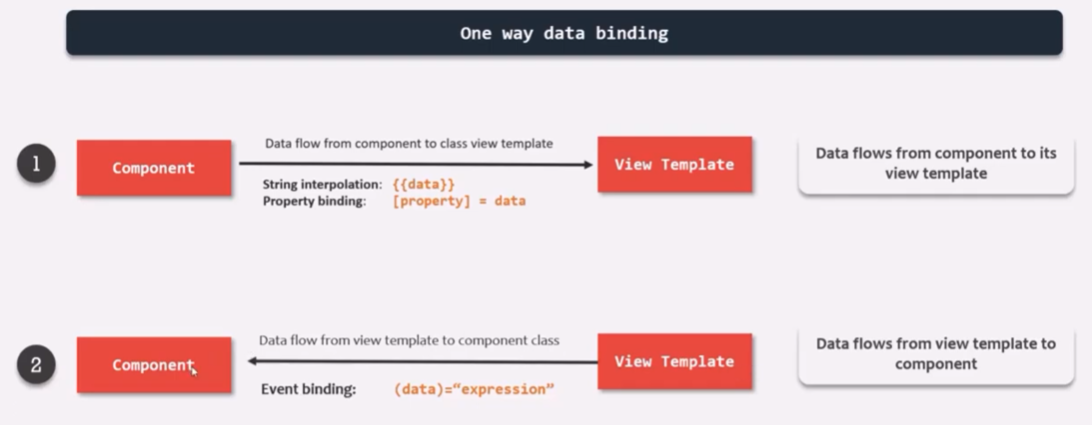 One way data binding
1
Component
Data flow from component to class view template
String interpolation: {{data}}
Property binding: [property] = data
View Template
Data flows from component to its
view template
2
Component
Data flow from view template to component class
Event binding: (data)=“expression”
View Template
Data flows from view template to
component